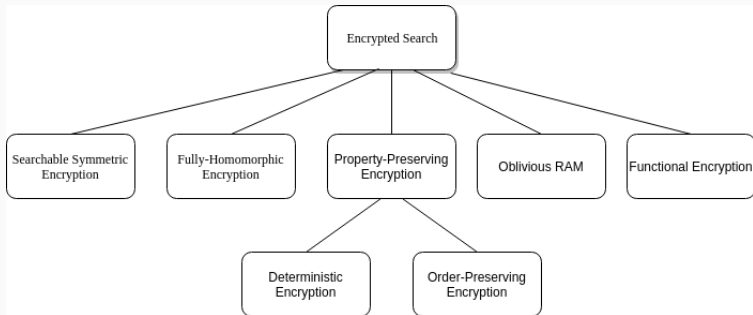 Encrypted Search
Searchable Symmetric
Encryption
Fully-Homomorphic
Encryption
Property-Preserving
Encryption
Oblivious RAM
Functional Encryption
Deterministic
Encryption
Order-Preserving
Encryption